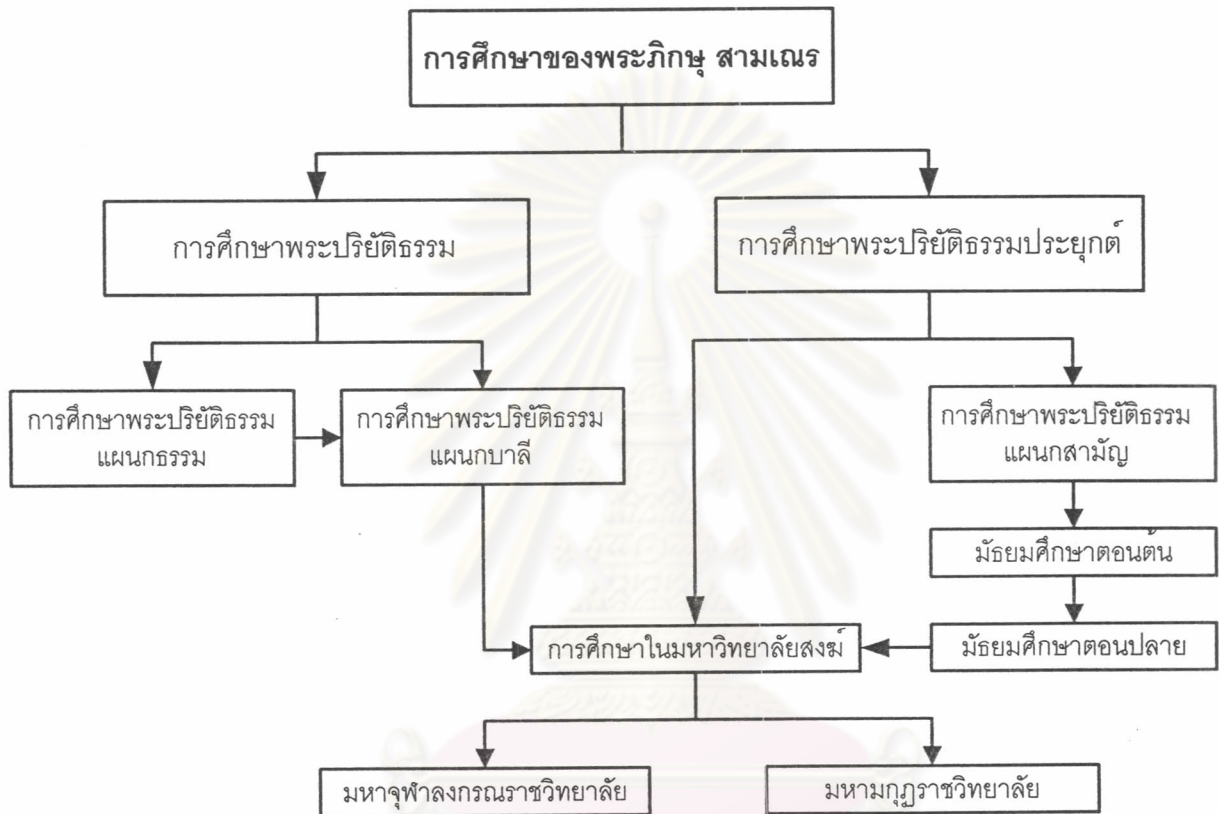 การศึกษาของพระภิกษุ สามเณร
การศึกษาพระปริยัติธรรม
การศึกษาพระปริยัติธรรมประยุกต์
การศึกษาพระปริยัติธรรม
แผนกธรรม
การศึกษาพระปริยัติธรรม
แผนกบาลี
การศึกษาพระปริยัติธรรม
แผนกสามัญ
มัธยมศึกษาตอนต้น
การศึกษาในมหาวิทยาลัยสงฆ์
มัธยมศึกษาตอนปลาย
มหาจุฬาลงกรณราชวิทยาลัย
มหามกุฏราชวิทยาลัย